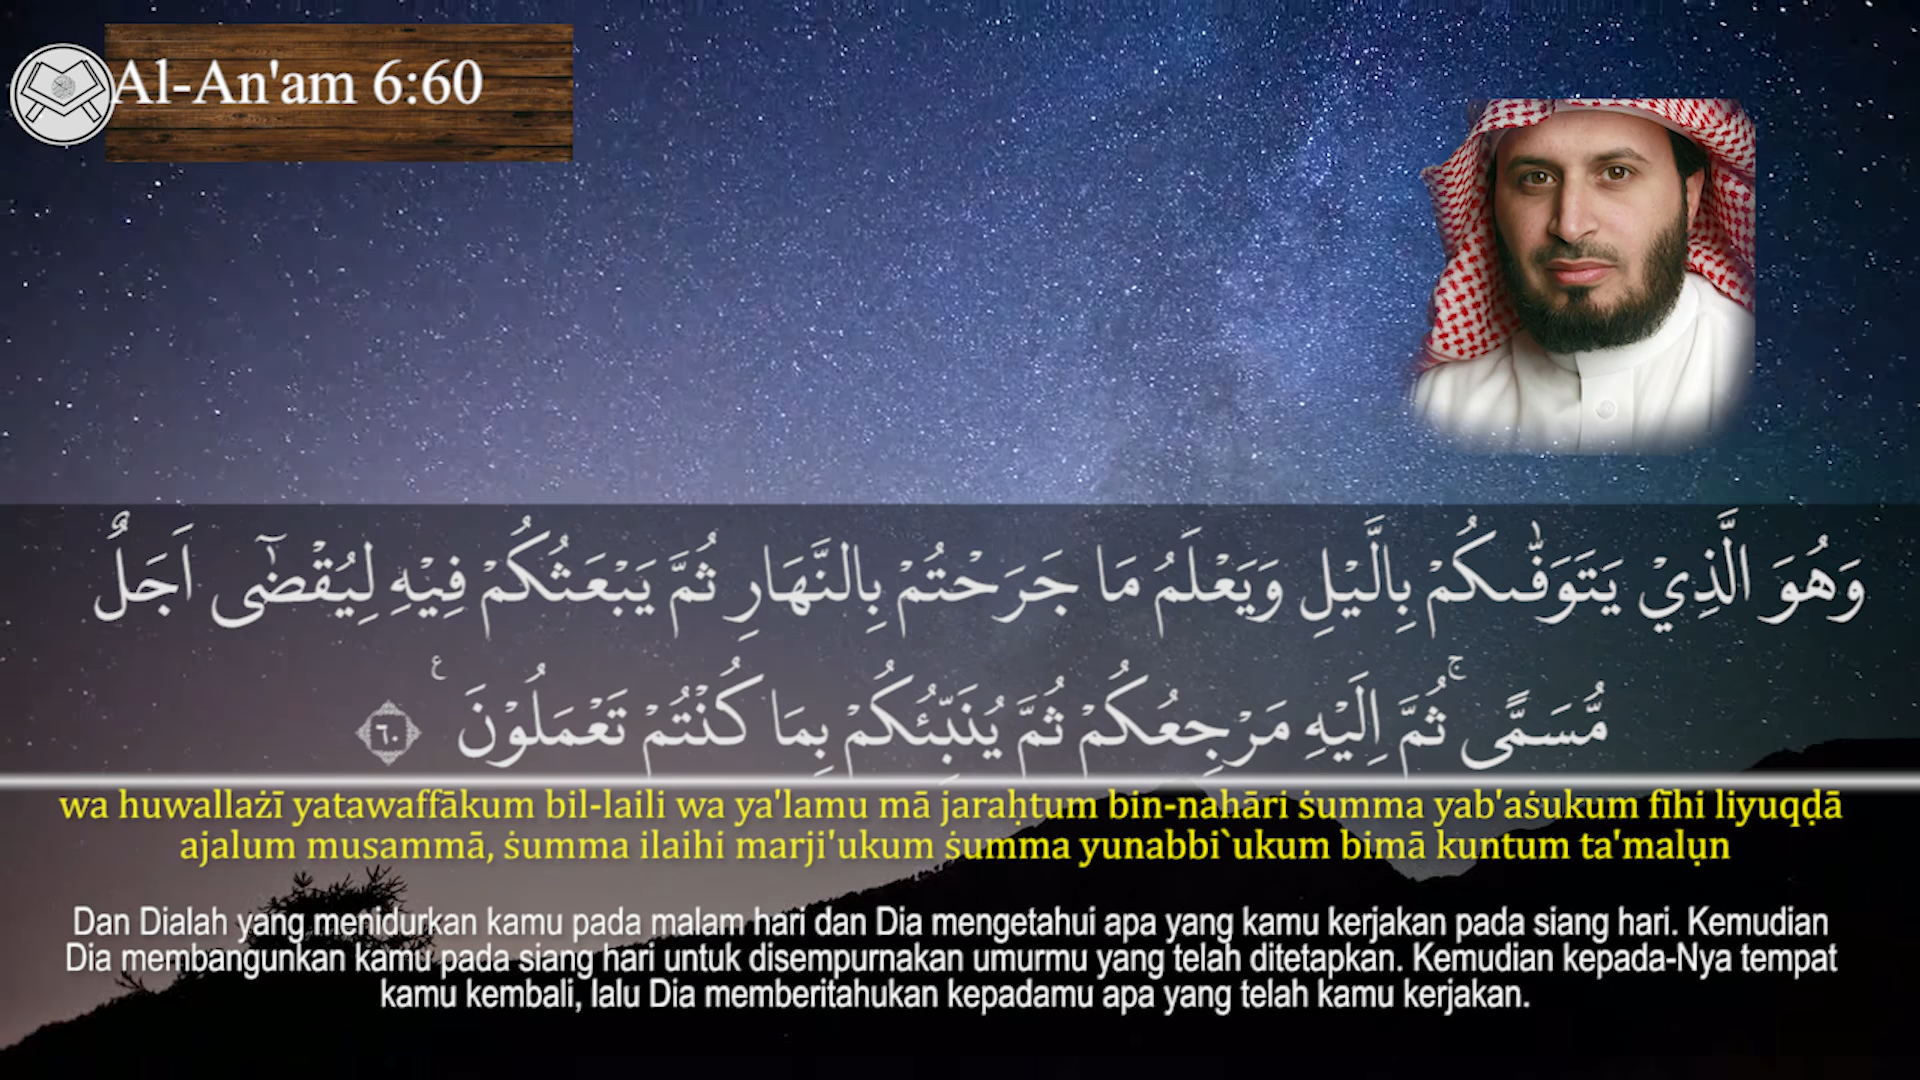 Al-An'am 6:60
وَهُوَ الَّذِيْ يَتَوَفّٰىكُمْ بِالَّيْلِ وَيَعْلَمُ مَا جَرَحْتُمْ بِالنَّهَارِ ثُمَّ يَبْعَثُكُمْ فِيْهِ لِيُقْضٰٓى اَجَلٌ
مُّسَمًّىۚ ثُمَّ اِلَيْهِ مَرْجِعُكُمْ ثُمَّ يُنَبِّئُكُمْ بِمَا كُنْتُمْ تَعْمَلُوْنَ ࣖ ٦٠
wa huwallażī yatawaffākum bil-laili wa ya'lamu mā jaraḥtum bin-nahāri ṡumma yab'aṡukum fīhi liyuqḍā
ajalum musammā, ṡumma ilaihi marji'ukum ṡumma yunabbi`ukum bimā kuntum ta'malụn
Dan Dialah yang menidurkan kamu pada malam hari dan Dia mengetahui apa yang kamu kerjakan pada siang hari. Kemudian
Dia membangunkan kamu pada siang hari untuk disempurnakan umurmu yang telah ditetapkan. Kemudian kepada-Nya tempat
kamu kembali, lalu Dia memberitahukan kepadamu apa yang telah kamu kerjakan.